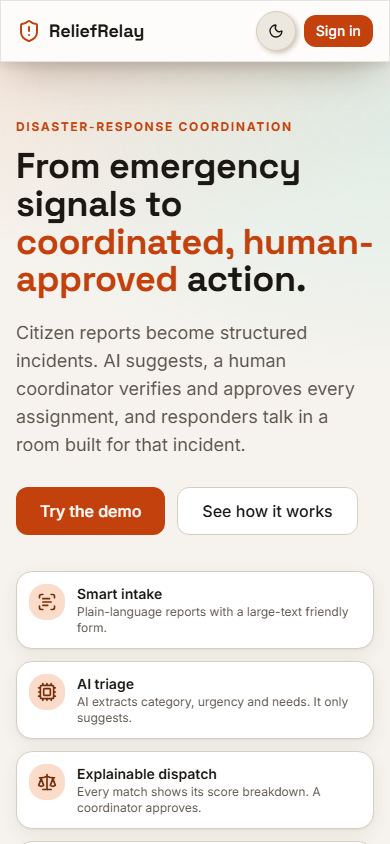 ReliefRelay
Sign in
DISASTER-RESPONSE COORDINATION
From emergency
signals to
coordinated, human-
approved action.
Citizen reports become structured
incidents. AI suggests, a human
coordinator verifies and approves every
assignment, and responders talk in a
room built for that incident.
Try the demo
See how it works
Smart intake
Plain-language reports with a large-text friendly
form.
AI triage
AI extracts category, urgency and needs. It only
suggests.
Explainable dispatch
Every match shows its score breakdown. A
coordinator approves.